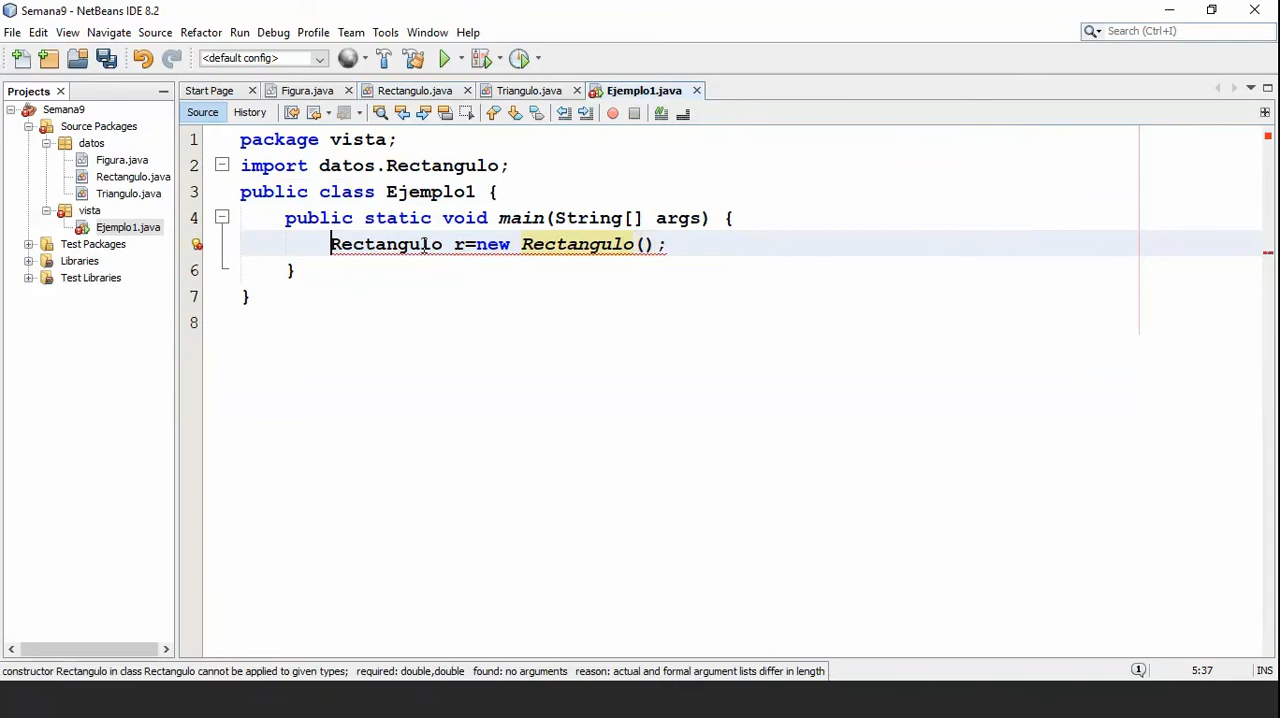 Semana9 - NetBeans IDE 8.2
File Edit View Navigate Source Refactor Run Debug Profile Team Tools Window Help
Search (Ctrl+I)
<default config>
Projects
Start Page Figura.java Rectangulo.java Triangulo.java Ejemplo1.java
Semana9
Source Packages
datos
Figura.java
Rectangulo.java
Triangulo.java
vista
Ejemplo1.java
Test Packages
Libraries
Test Libraries
Source History
1 package vista;
2 import datos.Rectangulo;
3 public class Ejemplo1 {
4 public static void main(String[] args) {
Rectangulo r=new Rectangulo();
6 }
7 }
8
constructor Rectangulo in class Rectangulo cannot be applied to given types; required: double,double found: no arguments reason: actual and formal argument lists differ in length
1 5:37 INS